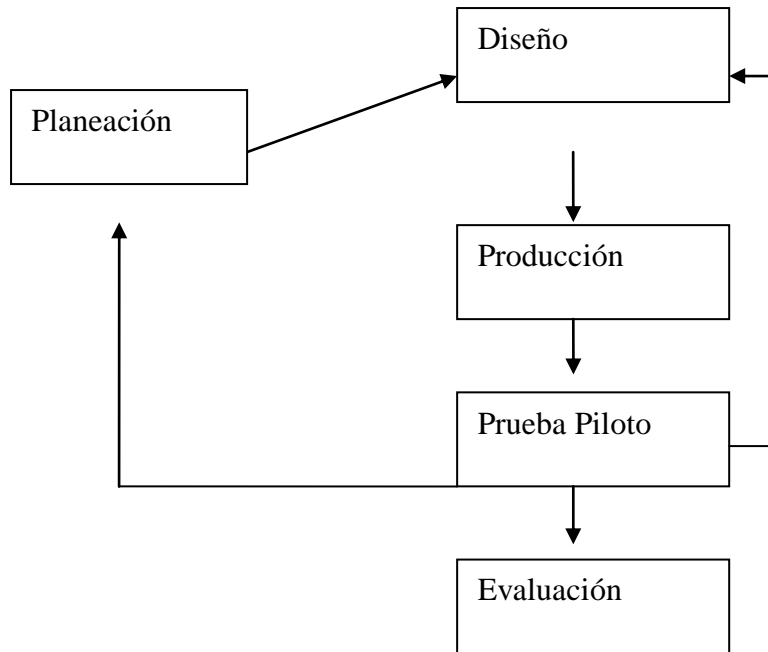 Diseño
Planeación
Producción
Prueba Piloto
Evaluación